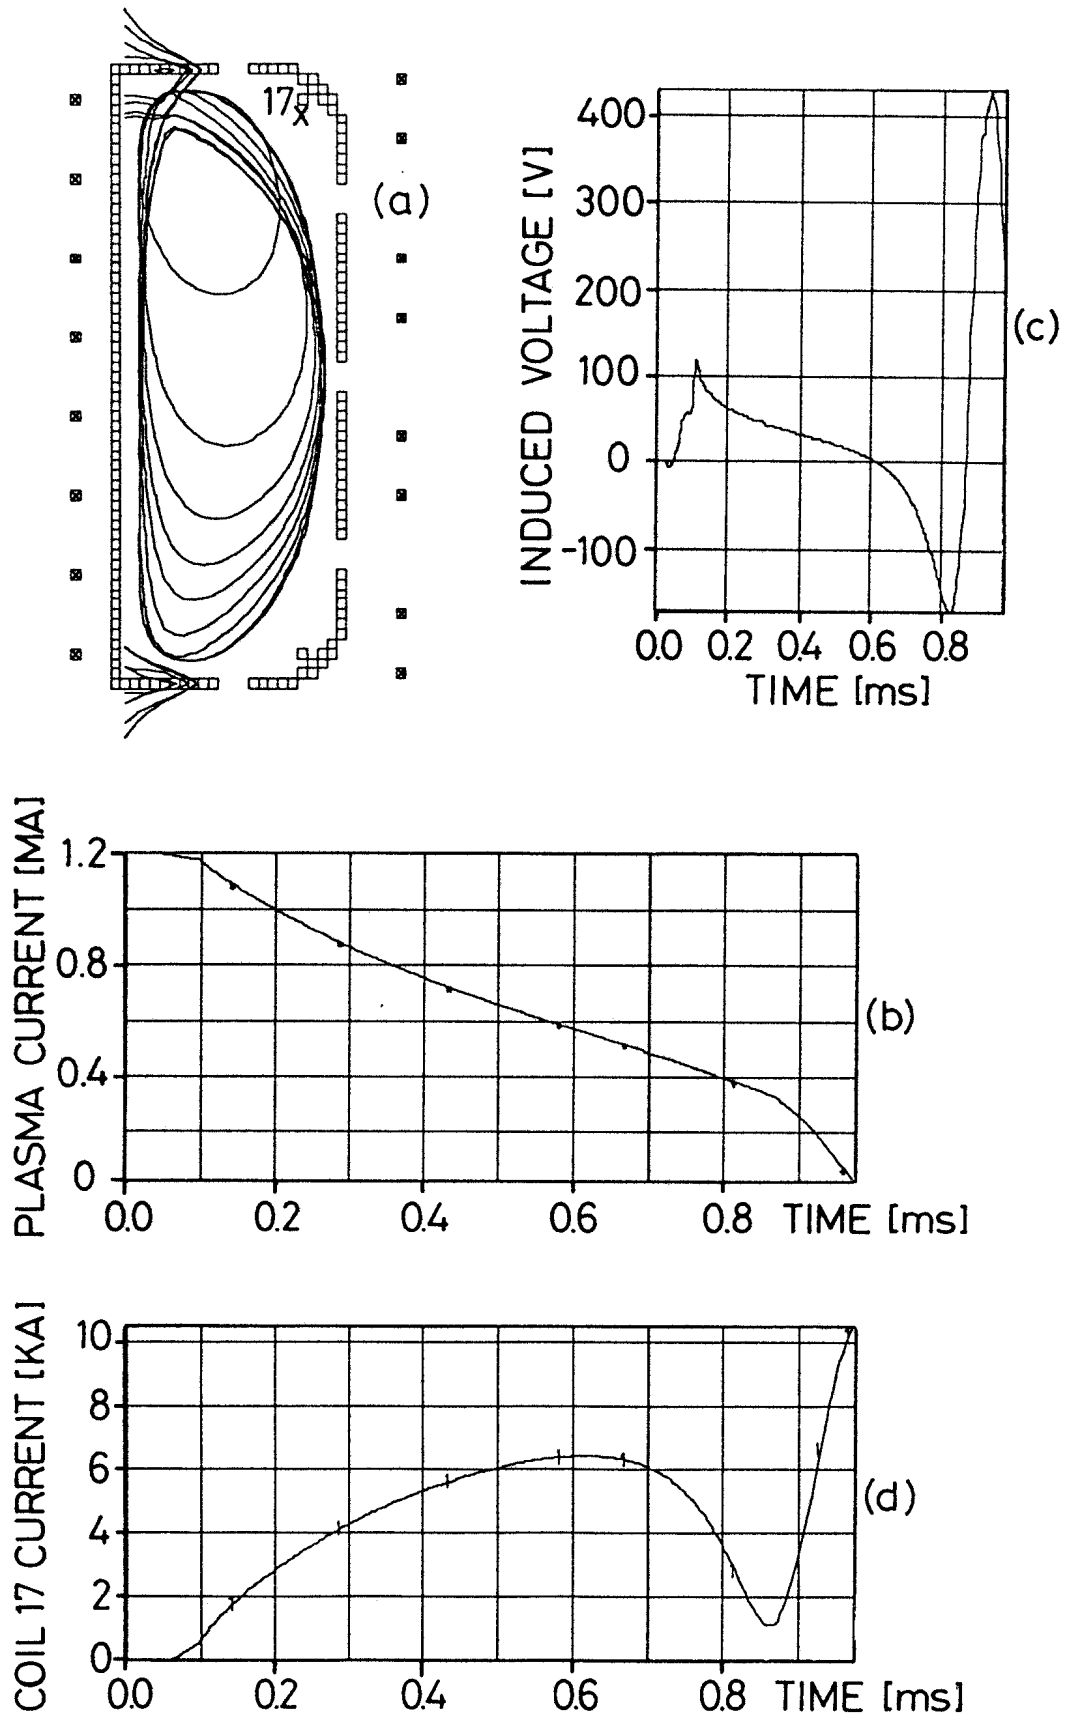 17x
(a)
INDUCED VOLTAGE [V]
400
300
200
100
0
-100
0.0 0.2 0.4 0.6 0.8
TIME [ms]
(c)
PLASMA CURRENT [MA]
1.2
0.8
0.4
0
0.0 0.2 0.4 0.6 0.8 TIME [ms]
(b)
COIL 17 CURRENT [KA]
10
8
6
4
2
0
0.0 0.2 0.4 0.6 0.8 TIME [ms]
(d)